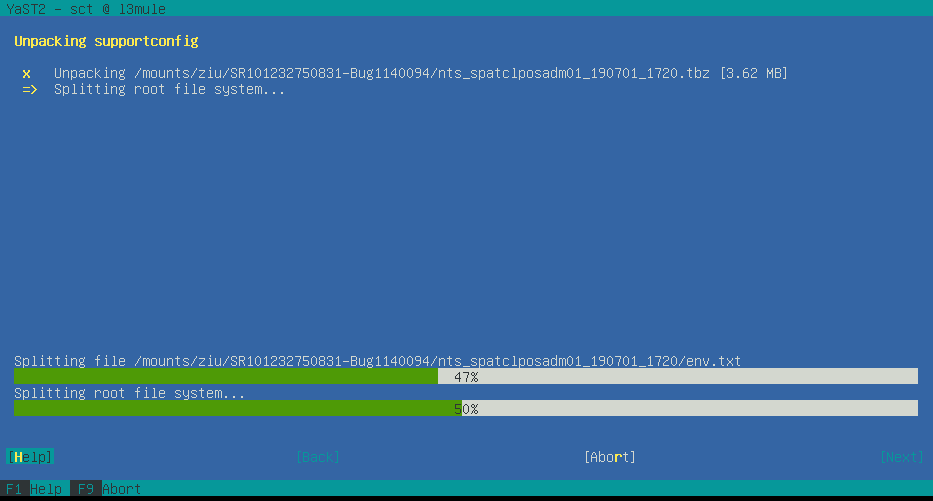 YaST2 - sct @ l3mule
Unpacking supportconfig
x Unpacking /mounts/ziu/SR101232750831-Bug1140094/nts_spatclposadm01_190701_1720.tbz [3.62 MB]
=> Splitting root file system...
Splitting file /mounts/ziu/SR101232750831-Bug1140094/nts_spatclposadm01_190701_1720/env.txt
47%
Splitting root file system...
50%
[Help] [Back] [Abort] [Next]
F1 Help F9 Abort